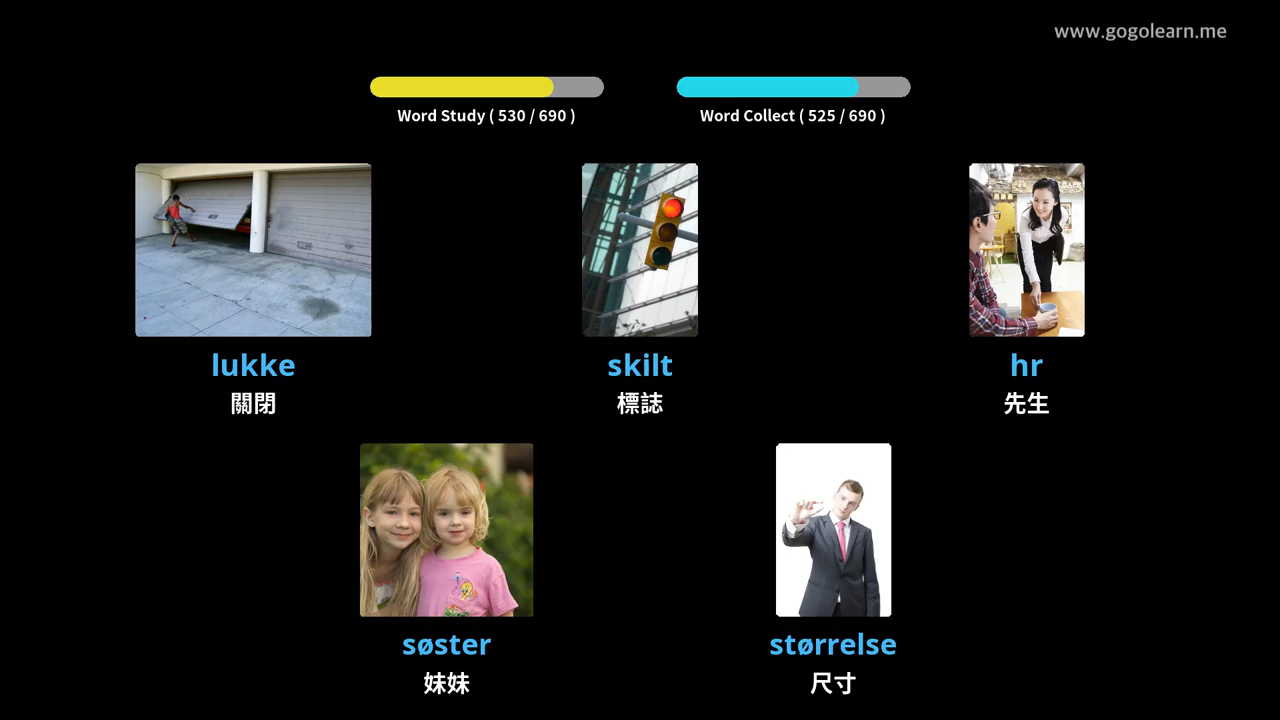 www.gogolearn.me
Word Study ( 530 / 690 )
Word Collect ( 525 / 690 )
lukke
關閉
skilt
標誌
hr
先生
søster
妹妹
størrelse
尺寸